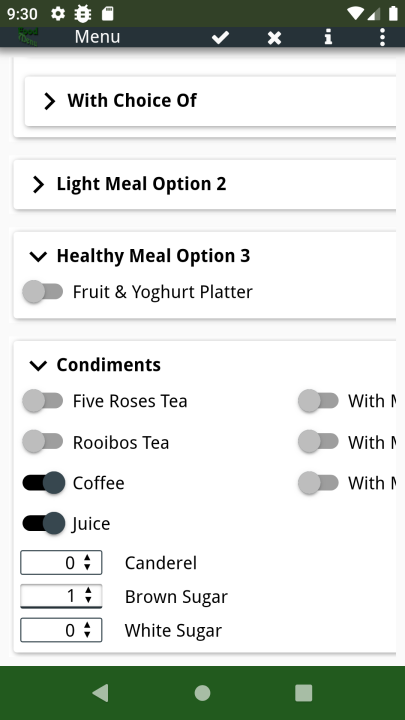 9:30
Menu
With Choice Of
Light Meal Option 2
Healthy Meal Option 3
Fruit & Yoghurt Platter
Condiments
Five Roses Tea With
Rooibos Tea With
Coffee With
Juice
0 Canderel
1 Brown Sugar
0 White Sugar